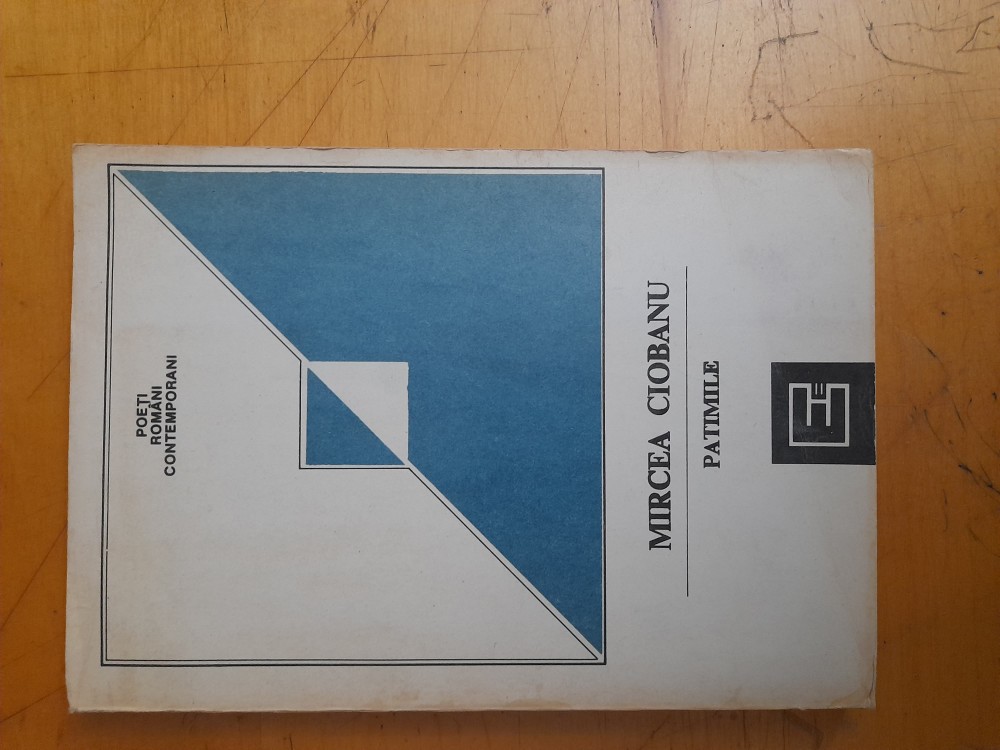 POEȚI
ROMÂNI
CONTEMPORANI
MIRCEA CIOBANU
PATIMILE